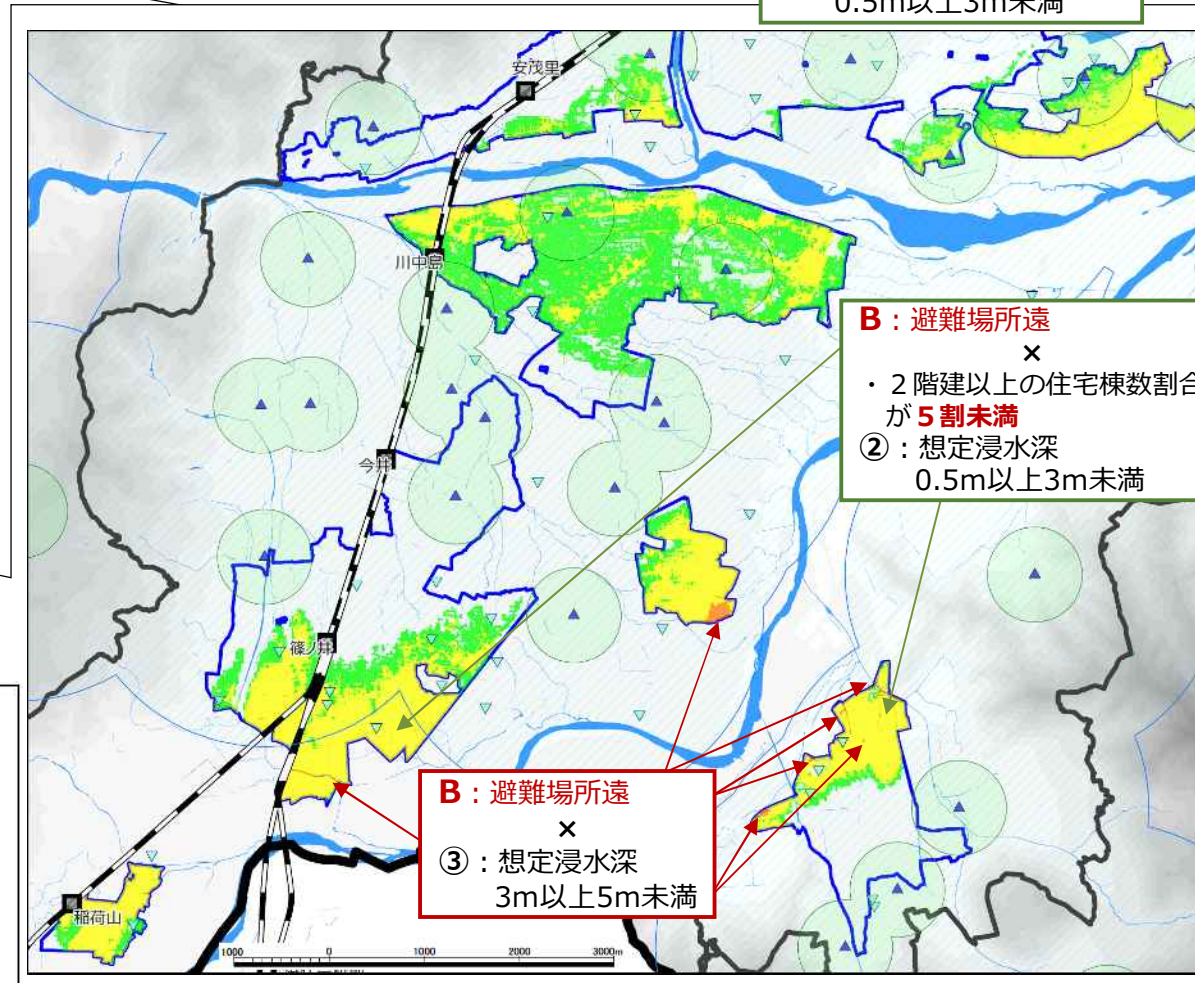 0.5m以上3m未満
安茂里
川中島
B：避難場所遠
×
・２階建以上の住宅棟数割合
が５割未満
②：想定浸水深
0.5m以上3m未満
今井
篠ノ井
B：避難場所遠
×
③：想定浸水深
3m以上5m未満
稲荷山
1000 0 1000 2000 3000m